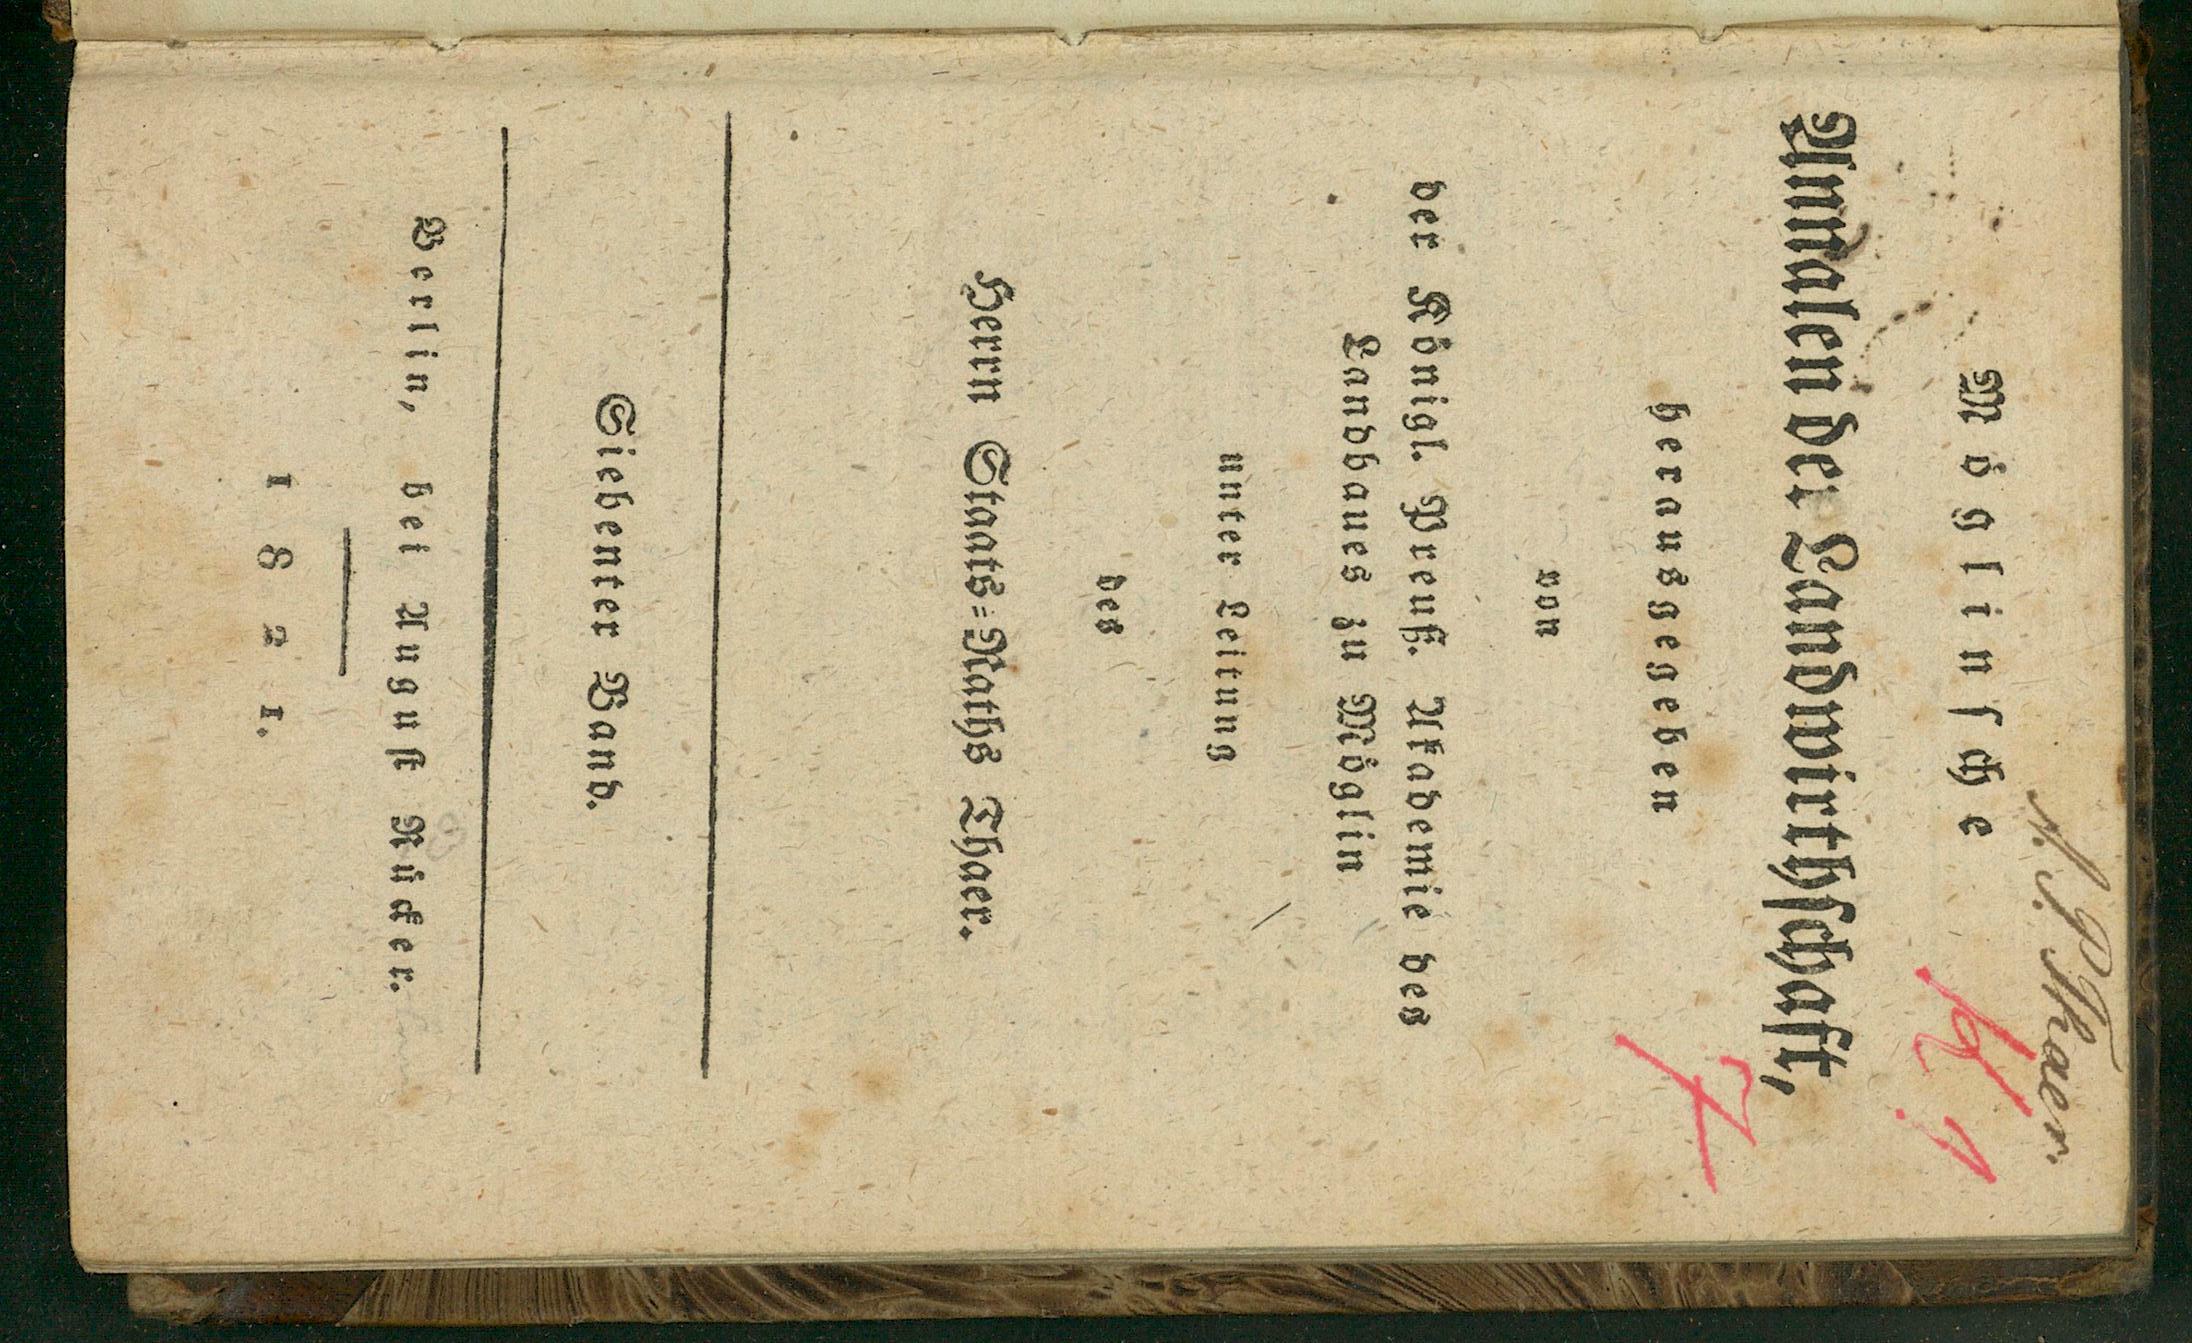 A. P. Thaer.
Möglinsche
Annalen der Landwirthschaft,
7
herausgegeben
von
der Königl. Preuß. Akademie des
Landbaues zu Möglin
unter Leitung
des
Herrn Staats=Raths Thaer.
Siebenter Band.
Berlin, bei August Rücker.
1821.